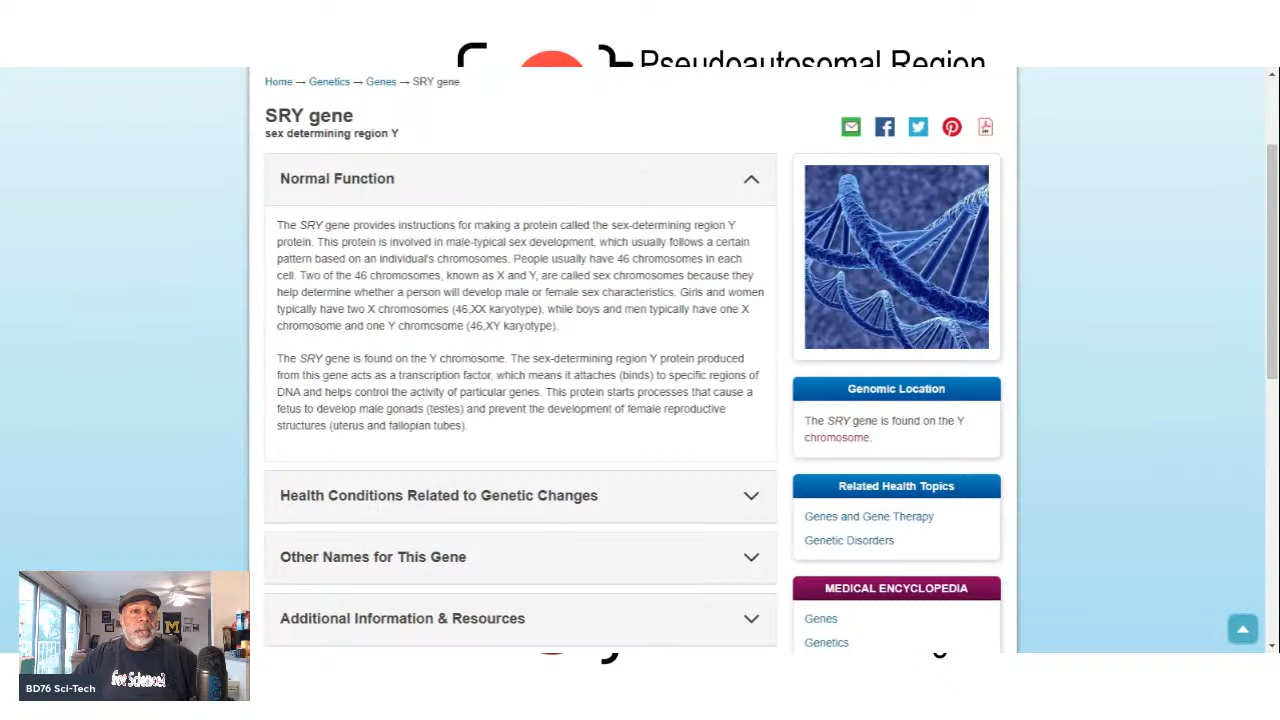 Pseudoautosomal Region
Home → Genetics → Genes → SRY gene
SRY gene
sex determining region Y
Normal Function
The SRY gene provides instructions for making a protein called the sex-determining region Y
protein. This protein is involved in male-typical sex development, which usually follows a certain
pattern based on an individual's chromosomes. People usually have 46 chromosomes in each
cell. Two of the 46 chromosomes, known as X and Y, are called sex chromosomes because they
help determine whether a person will develop male or female sex characteristics. Girls and women
typically have two X chromosomes (46,XX karyotype), while boys and men typically have one X
chromosome and one Y chromosome (46,XY karyotype).
The SRY gene is found on the Y chromosome. The sex-determining region Y protein produced
from this gene acts as a transcription factor, which means it attaches (binds) to specific regions of
DNA and helps control the activity of particular genes. This protein starts processes that cause a
fetus to develop male gonads (testes) and prevent the development of female reproductive
structures (uterus and fallopian tubes).
Health Conditions Related to Genetic Changes
Other Names for This Gene
Additional Information & Resources
Genomic Location
The SRY gene is found on the Y
chromosome.
Related Health Topics
Genes and Gene Therapy
Genetic Disorders
MEDICAL ENCYCLOPEDIA
Genes
Genetics
M
BD76 Sci-Tech